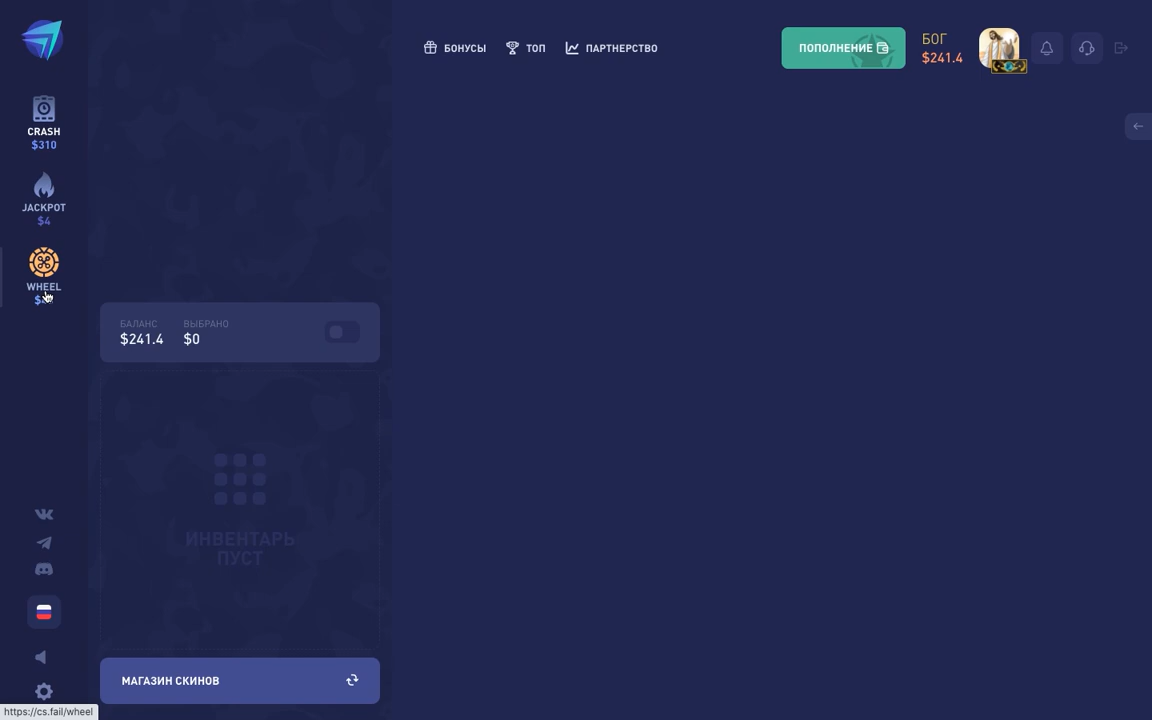 БОНУСЫ
ТОП
ПАРТНЕРСТВО
ПОПОЛНЕНИЕ
БОГ
$241.4
CRASH
$310
JACKPOT
$4
WHEEL
БАЛАНС
ВЫБРАНО
$241.4
$0
ИНВЕНТАРЬ
ПУСТ
МАГАЗИН СКИНОВ
https://cs.fail/wheel